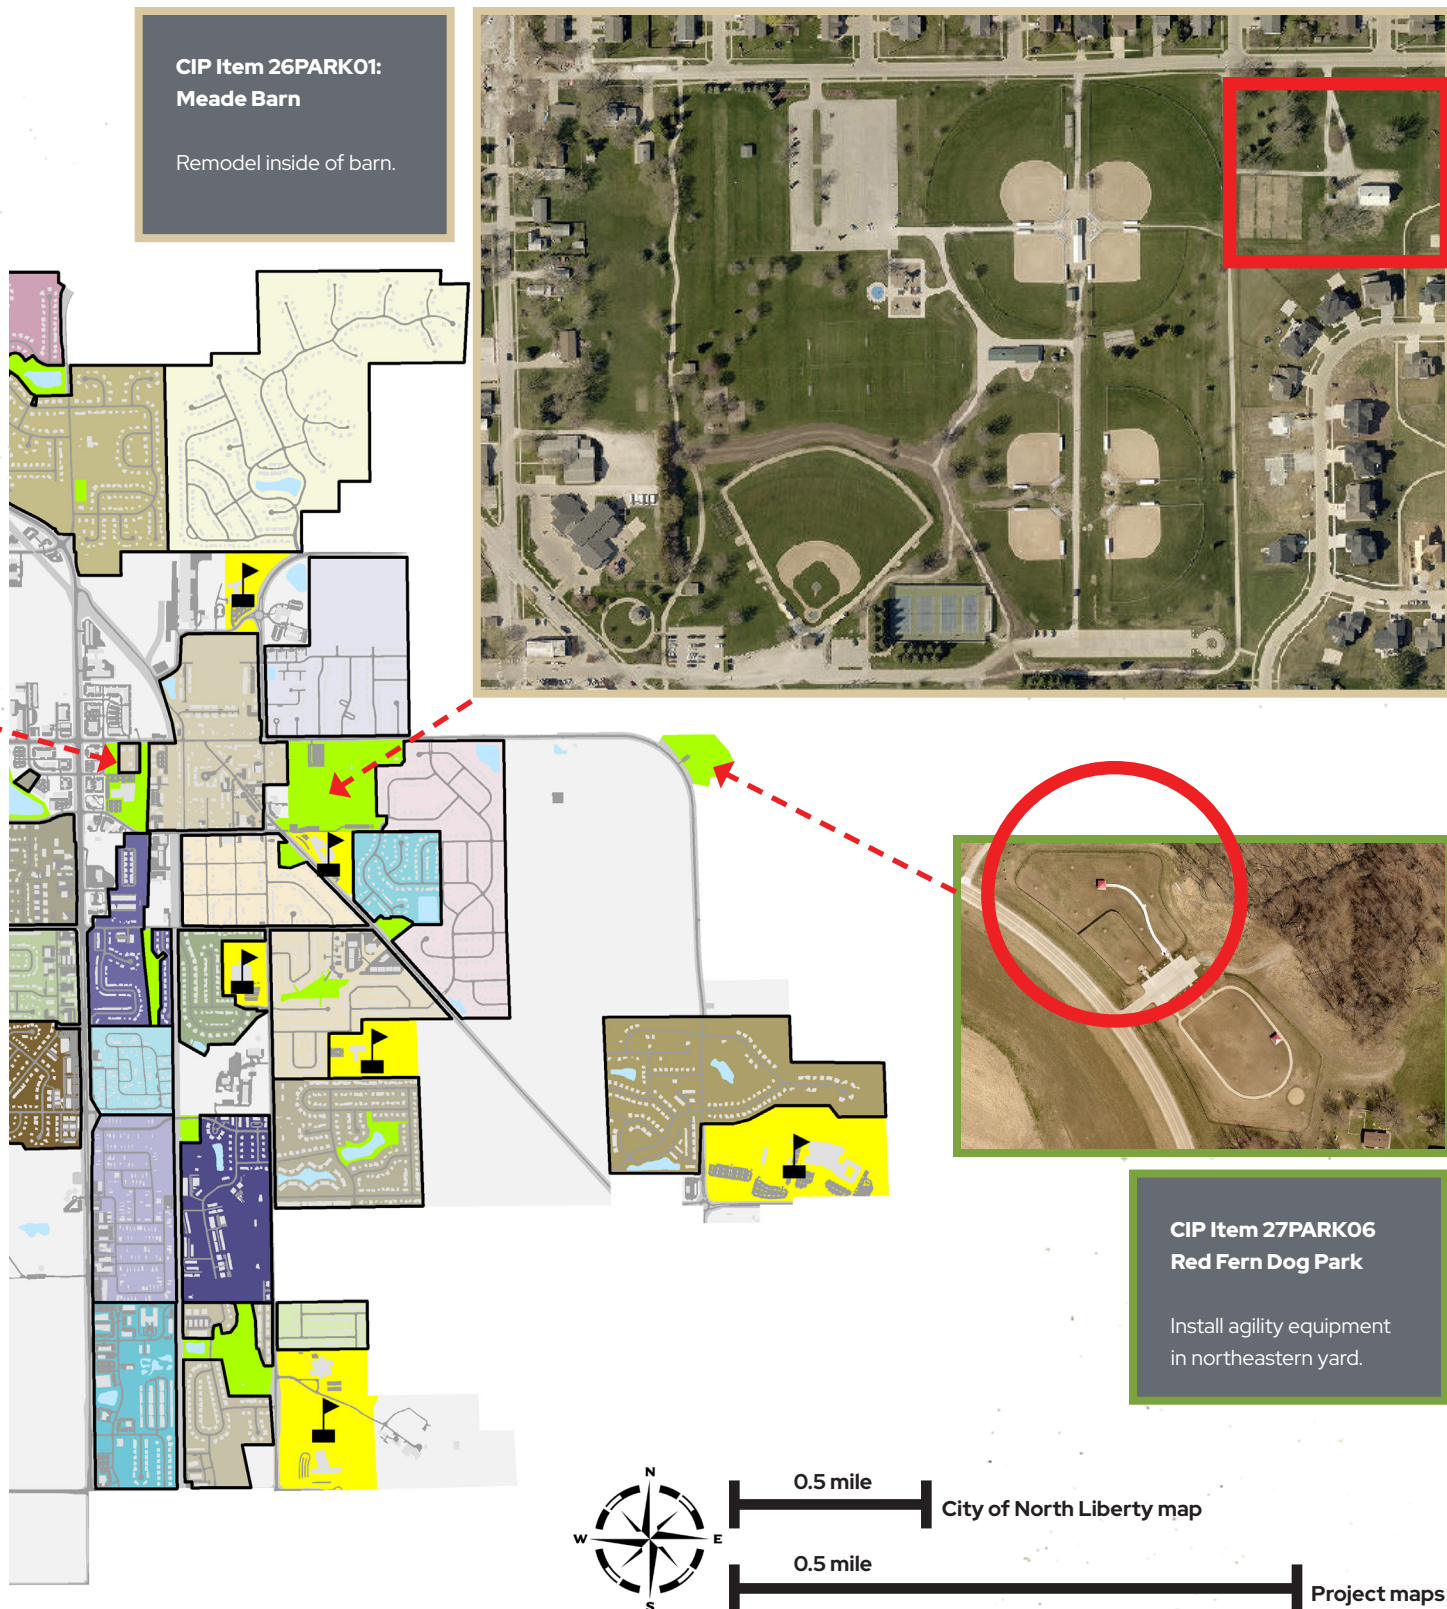 CIP Item 26PARK01:
Meade Barn
Remodel inside of barn.
CIP Item 27PARK06
Red Fern Dog Park
Install agility equipment
in northeastern yard.
N
W
E
S
0.5 mile
City of North Liberty map
0.5 mile
Project maps